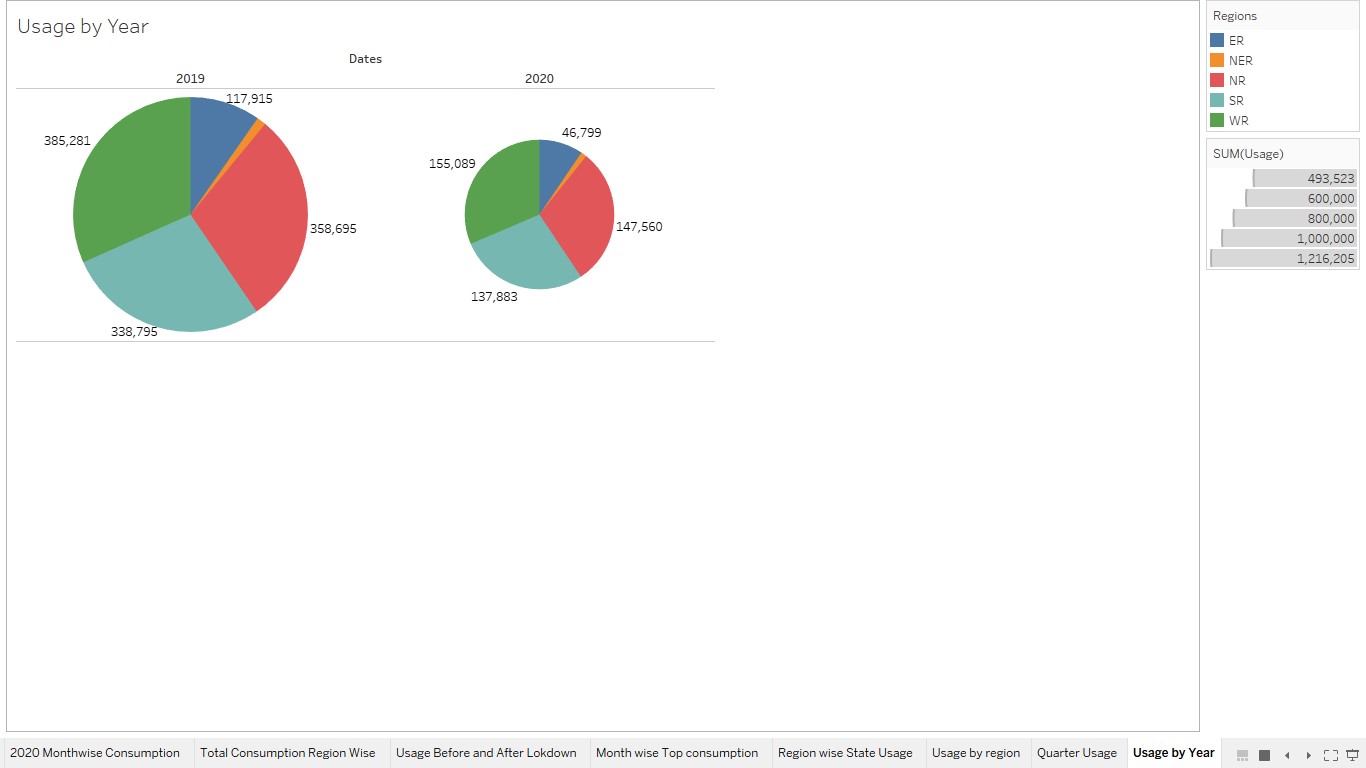 Usage by Year
Dates
2019
2020
117,915
385,281
358,695
338,795
46,799
155,089
147,560
137,883
Regions
ER
NER
NR
SR
WR
SUM(Usage)
493,523
600,000
800,000
1,000,000
1,216,205
2020 Monthwise Consumption
Total Consumption Region Wise
Usage Before and After Lokdown
Month wise Top consumption
Region wise State Usage
Usage by region
Quarter Usage
Usage by Year